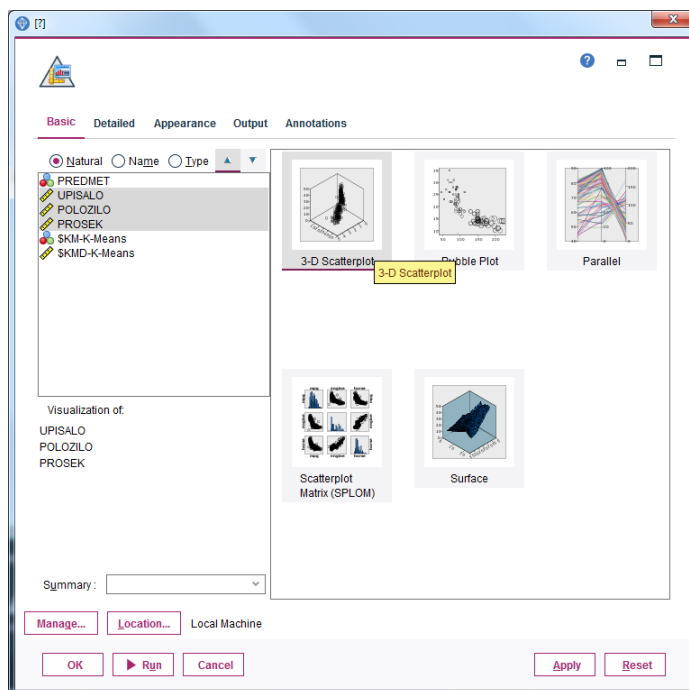 [?]
Basic Detailed Appearance Output Annotations
Natural Name Type
PREDMET
UPISALO
POLOZILO
PROSEK
$KM-K-Means
$KMD-K-Means
Visualization of:
UPISALO
POLOZILO
PROSEK
Summary :
3-D Scatterplot
Bubble Plot
Parallel
3-D Scatterplot
Scatterplot
Matrix (SPLOM)
Surface
Manage... Location... Local Machine
OK Run Cancel Apply Reset